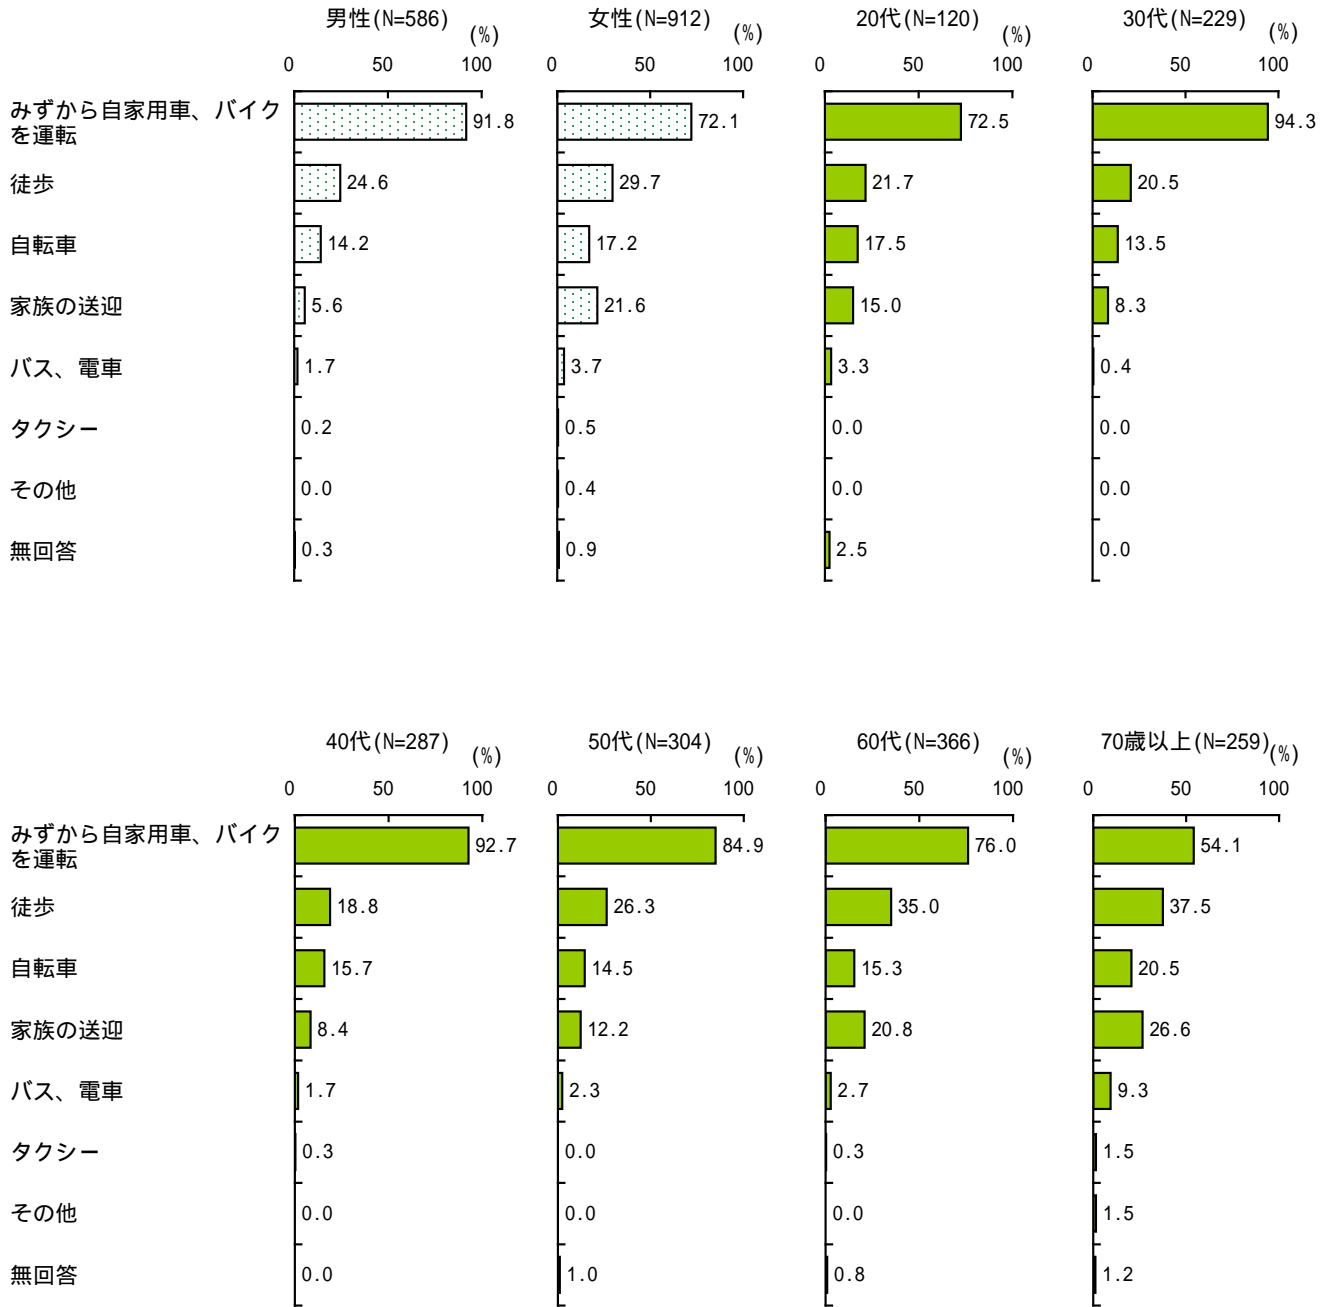 男性(N=586)
女性(N=912)
20代(N=120)
30代(N=229)
(%) (%) (%) (%)
0 50 100 0 50 100 0 50 100 0 50 100
みずから自家用車、バイク
を運転
91.8 72.1 72.5 94.3
徒歩 24.6 29.7 21.7 20.5
自転車 14.2 17.2 17.5 13.5
家族の送迎 5.6 21.6 15.0 8.3
バス、電車 1.7 3.7 3.3 0.4
タクシー 0.2 0.5 0.0 0.0
その他 0.0 0.4 0.0 0.0
無回答 0.3 0.9 2.5 0.0
40代(N=287)
50代(N=304)
60代(N=366)
70歳以上(N=259)
(%) (%) (%) (%)
0 50 100 0 50 100 0 50 100 0 50 100
みずから自家用車、バイク
を運転
92.7 84.9 76.0 54.1
徒歩 18.8 26.3 35.0 37.5
自転車 15.7 14.5 15.3 20.5
家族の送迎 8.4 12.2 20.8 26.6
バス、電車 1.7 2.3 2.7 9.3
タクシー 0.3 0.0 0.3 1.5
その他 0.0 0.0 0.0 1.5
無回答 0.0 1.0 0.8 1.2